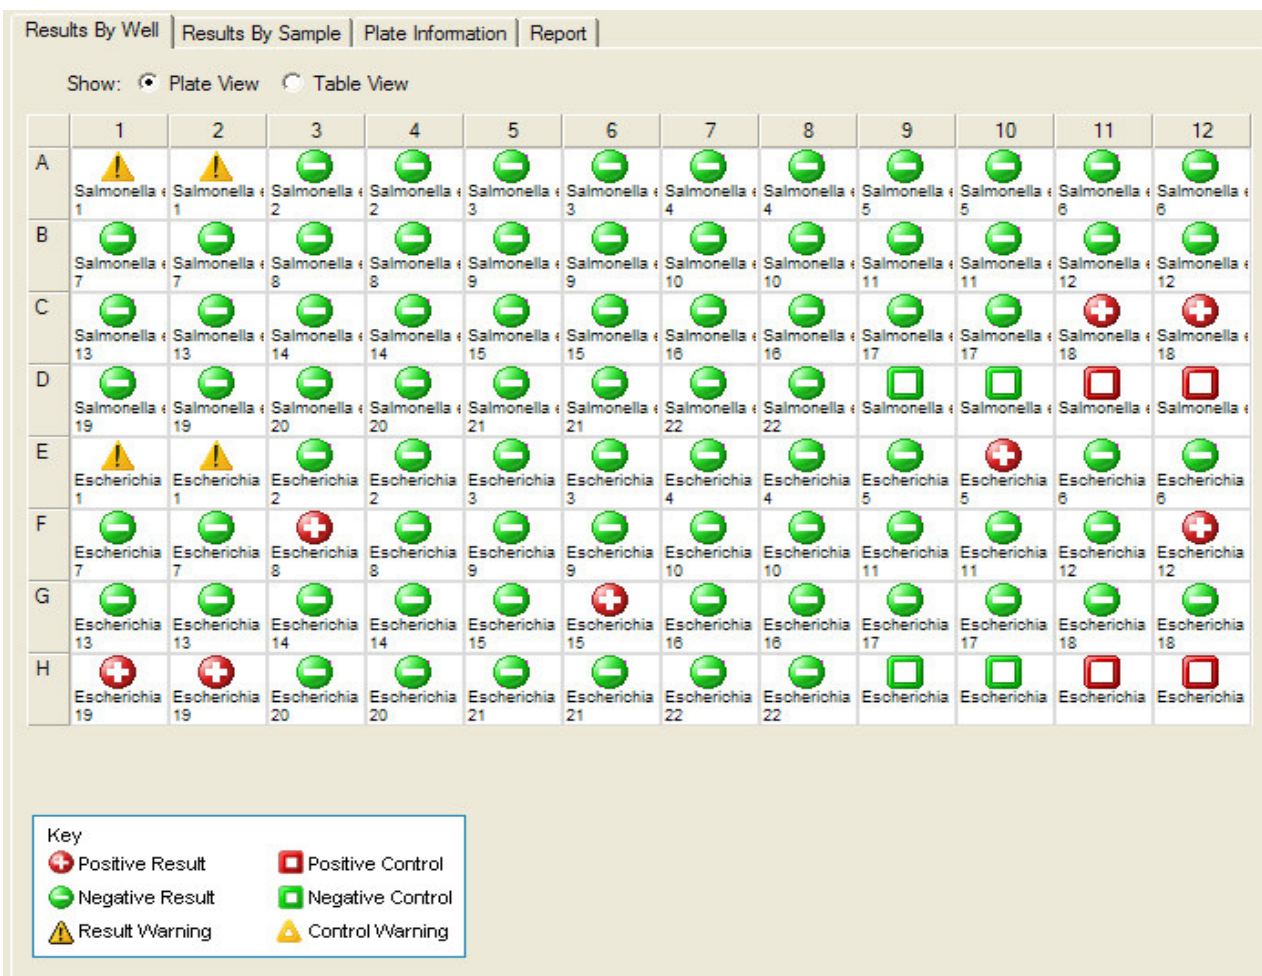 Results By Well Results By Sample Plate Information Report
Show: Plate View Table View
1 2 3 4 5 6 7 8 9 10 11 12
A
Salmonella e Salmonella e Salmonella e Salmonella e Salmonella e Salmonella e Salmonella e Salmonella e Salmonella e Salmonella e Salmonella e Salmonella e
1 1 2 2 3 3 4 4 5 5 6 6
B
Salmonella e Salmonella e Salmonella e Salmonella e Salmonella e Salmonella e Salmonella e Salmonella e Salmonella e Salmonella e Salmonella e Salmonella e
7 7 8 8 9 9 10 10 11 11 12 12
C
Salmonella e Salmonella e Salmonella e Salmonella e Salmonella e Salmonella e Salmonella e Salmonella e Salmonella e Salmonella e Salmonella e Salmonella e
13 13 14 14 15 15 16 16 17 17 18 18
D
Salmonella e Salmonella e Salmonella e Salmonella e Salmonella e Salmonella e Salmonella e Salmonella e Salmonella e Salmonella e Salmonella e Salmonella e
19 19 20 20 21 21 22 22
E
Escherichia Escherichia Escherichia Escherichia Escherichia Escherichia Escherichia Escherichia Escherichia Escherichia Escherichia Escherichia
1 1 2 2 3 3 4 4 5 5 6 6
F
Escherichia Escherichia Escherichia Escherichia Escherichia Escherichia Escherichia Escherichia Escherichia Escherichia Escherichia Escherichia
7 7 8 8 9 9 10 10 11 11 12 12
G
Escherichia Escherichia Escherichia Escherichia Escherichia Escherichia Escherichia Escherichia Escherichia Escherichia Escherichia Escherichia
13 13 14 14 15 15 16 16 17 17 18 18
H
Escherichia Escherichia Escherichia Escherichia Escherichia Escherichia Escherichia Escherichia Escherichia Escherichia Escherichia Escherichia
19 19 20 20 21 21 22 22
Key
Positive Result Positive Control
Negative Result Negative Control
Result Warning Control Warning